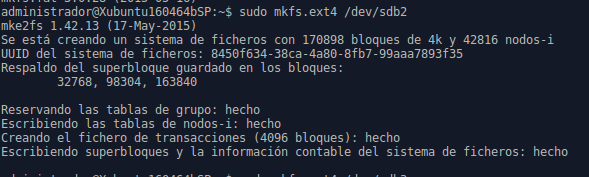 administrador@Xubuntu160464bSP:~$ sudo mkfs.ext4 /dev/sdb2
mke2fs 1.42.13 (17-May-2015)
Se está creando un sistema de ficheros con 170898 bloques de 4k y 42816 nodos-i
UUID del sistema de ficheros: 8450f634-38ca-4a80-8fb7-99aaa7893f35
Respaldo del superbloque guardado en los bloques:
32768, 98304, 163840
Reservando las tablas de grupo: hecho
Escribiendo las tablas de nodos-i: hecho
Creando el fichero de transacciones (4096 bloques): hecho
Escribiendo superbloques y la información contable del sistema de ficheros: hecho